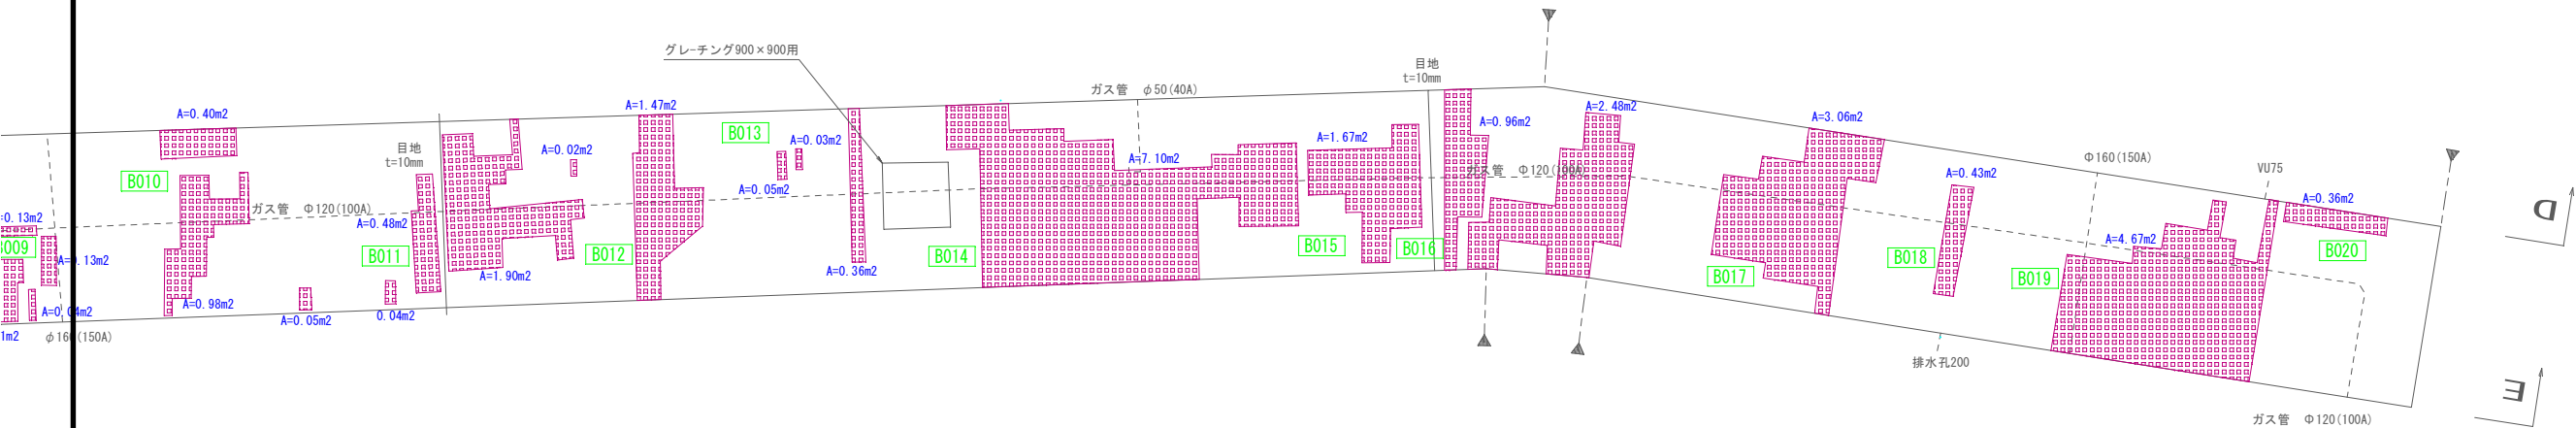 グレーチング900×900用
ガス管 φ50(40A)
目地
t=10mm
A=0.40m2
A=1.47m2
B013
A=0.03m2
A=2.48m2
A=0.96m2
A=3.06m2
目地
t=10mm
A=0.02m2
A=1.67m2
A=7.10m2
ガス管 Φ120(100A)
Φ160(150A)
VU75
B010
A=0.05m2
A=0.43m2
A=0.36m2
=0.13m2
ガス管 Φ120(100A)
A=0.48m2
D
B009
A=0.13m2
B011
B012
B014
B015
B016
A=4.67m2
B020
B018
B017
B019
A=1.90m2
A=0.36m2
A=0.98m2
A=0.04m2
A=0.05m2
0.04m2
1m2
φ160(150A)
排水孔200
E
ガス管 Φ120(100A)